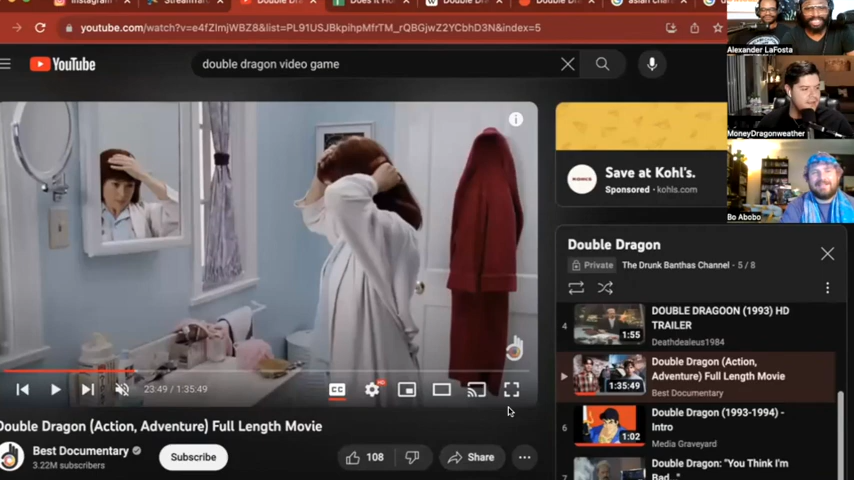 youtube.com/watch?v=e4fZImjWBZ8&list=PL91USJBkpihpMfrTM_rQBGjwZ2YCbhD3N&index=5
YouTube
double dragon video game
Alexander LaFosta
MoneyDragonweather
Bo Abobo
Save at Kohl's.
Sponsored • kohls.com
KOHL'S
Double Dragon
Private
The Drunk Banthas Channel - 5 / 8
4
DOUBLE DRAGOON (1993) HD
TRAILER
Deathdealeus1984
1:55
Double Dragon (Action,
Adventure) Full Length Movie
Best Documentary
1:35:49
6
Double Dragon (1993-1994) -
Intro
Media Graveyard
1:02
7
Double Dragon: "You Think I'm
Bad..."
CC
HD
23:49 / 1:35:49
Double Dragon (Action, Adventure) Full Length Movie
Best Documentary
3.22M subscribers
Subscribe
108
Share